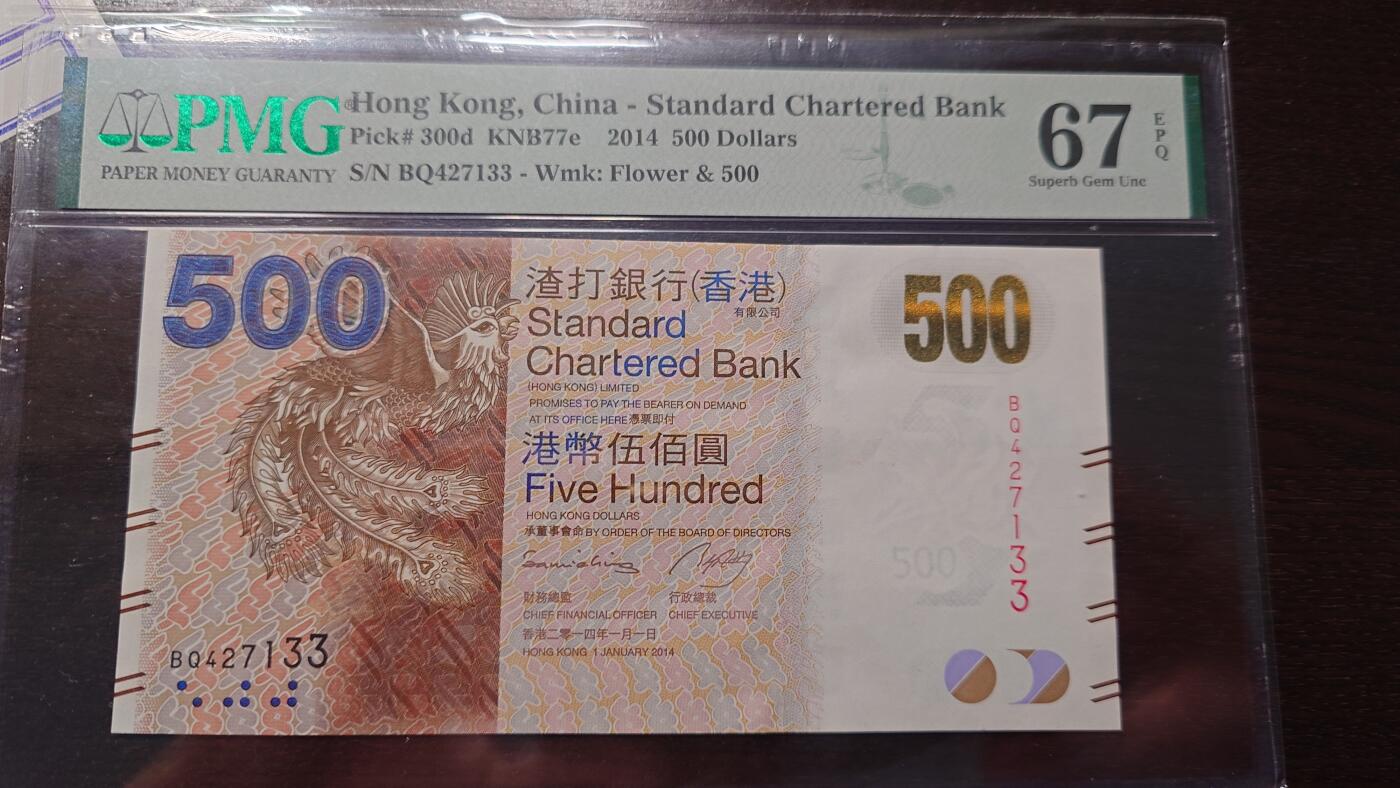 PMG
PAPER MONEY GUARANTY
Hong Kong, China - Standard Chartered Bank
Pick# 300d KNB77e 2014 500 Dollars
S/N BQ427133 - Wmk: Flower & 500
67
EPQ
Superb Gem Unc
500
渣打銀行(香港)
有限公司
Standard
Chartered Bank
(HONG KONG) LIMITED
PROMISES TO PAY THE BEARER ON DEMAND
AT ITS OFFICE HERE 憑票即付
港幣伍佰圓
Five Hundred
HONG KONG DOLLARS
承董事會命 BY ORDER OF THE BOARD OF DIRECTORS
財務總監 行政總裁
CHIEF FINANCIAL OFFICER CHIEF EXECUTIVE
香港二零一四年一月一日
HONG KONG 1 JANUARY 2014
BQ427133
500
BQ427133
500